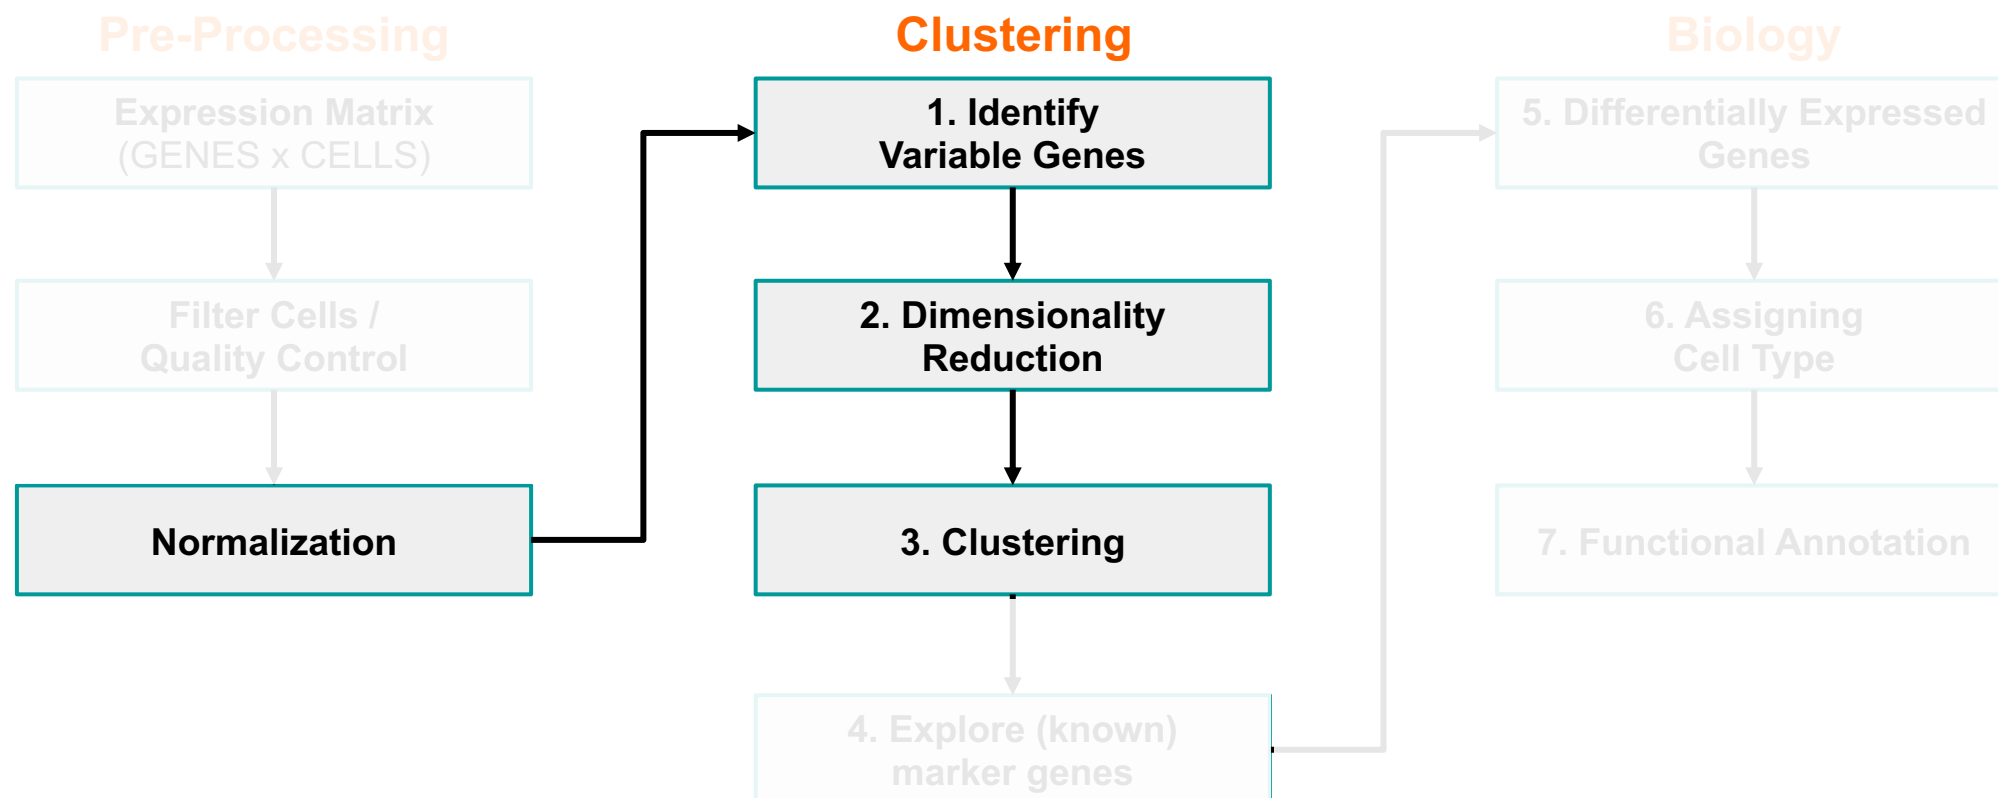 Pre-Processing
Expression Matrix
(GENES x CELLS)
Filter Cells /
Quality Control
Normalization
Clustering
1. Identify
Variable Genes
2. Dimensionality
Reduction
3. Clustering
4. Explore (known)
marker genes
Biology
5. Differentially Expressed
Genes
6. Assigning
Cell Type
7. Functional Annotation